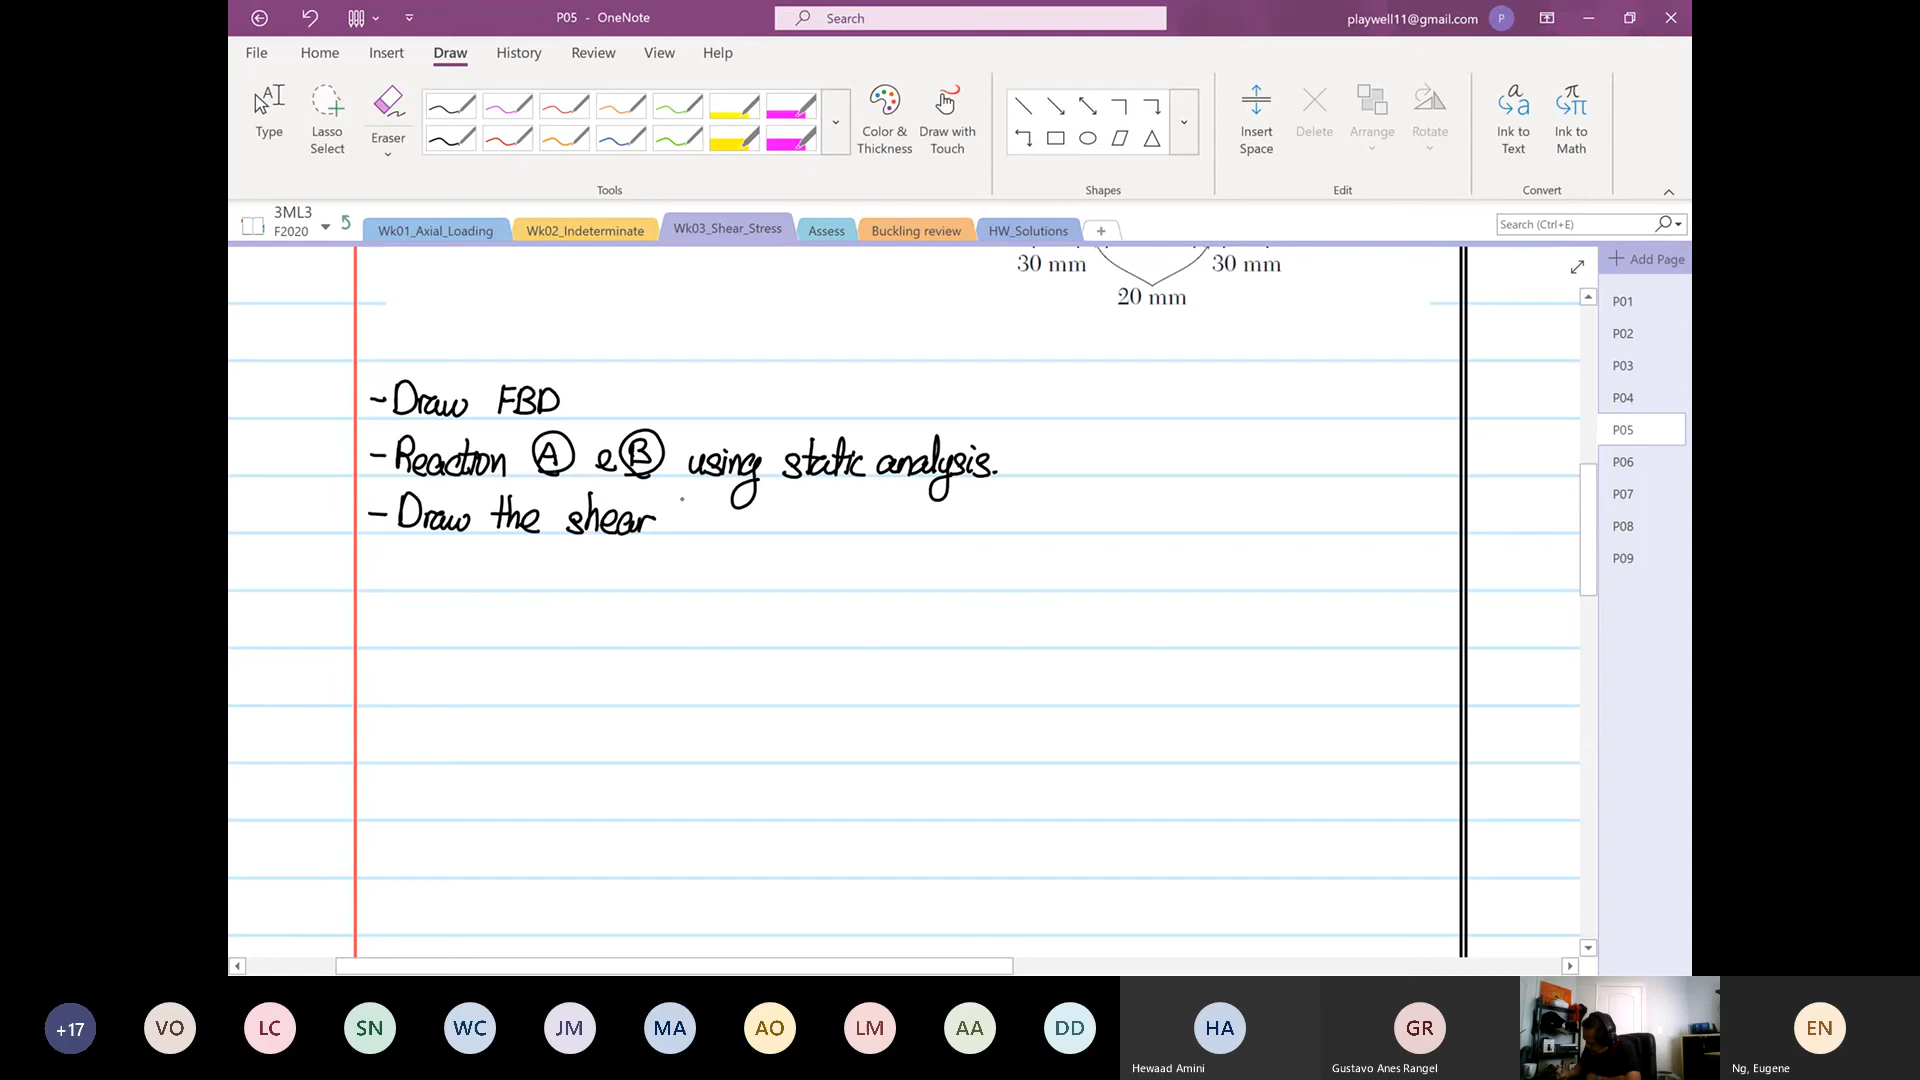 P05 - OneNote
Search
playwell11@gmail.com
P
File Home Insert Draw History Review View Help
Type
Lasso Select
Eraser
Color & Thickness
Draw with Touch
Insert Space
Delete
Arrange
Rotate
Ink to Text
Ink to Math
Tools
Shapes
Edit
Convert
3ML3 F2020
Wk01_Axial_Loading
Wk02_Indeterminate
Wk03_Shear_Stress
Assess
Buckling review
HW_Solutions
+
Search (Ctrl+E)
Add Page
P01
P02
P03
P04
P05
P06
P07
P08
P09
30 mm 30 mm
20 mm
- Draw FBD
- Reaction A e B using static analysis.
- Draw the shear
+17 VO LC SN WC JM MA AO LM AA DD HA GR EN
Hewaad Amini
Gustavo Anes Rangel
Ng, Eugene